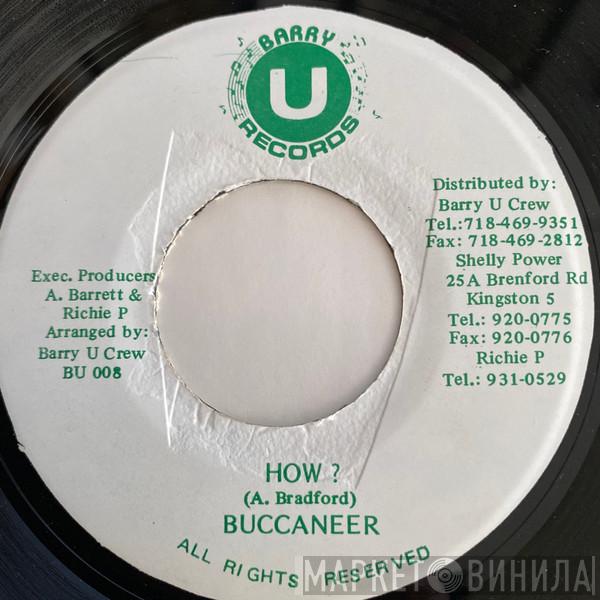 BARRY
U
RECORDS
Exec. Producers
A. Barrett &
Richie P
Arranged by:
Barry U Crew
BU 008
Distributed by:
Barry U Crew
Tel.:718-469-9351
Fax: 718-469-2812
Shelly Power
25A Brenford Rd
Kingston 5
Tel.: 920-0775
Fax: 920-0776
Richie P
Tel.: 931-0529
HOW ?
(A. Bradford)
BUCCANEER
ALL RIGHTS RESERVED
МАРКЕТ ВИНИЛА